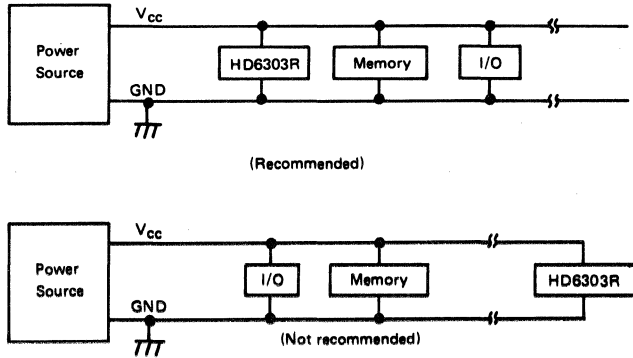 Vcc
Power
Source
HD6303R
Memory
I/O
GND
(Recommended)
Vcc
Power
Source
I/O
Memory
HD6303R
GND
(Not recommended)